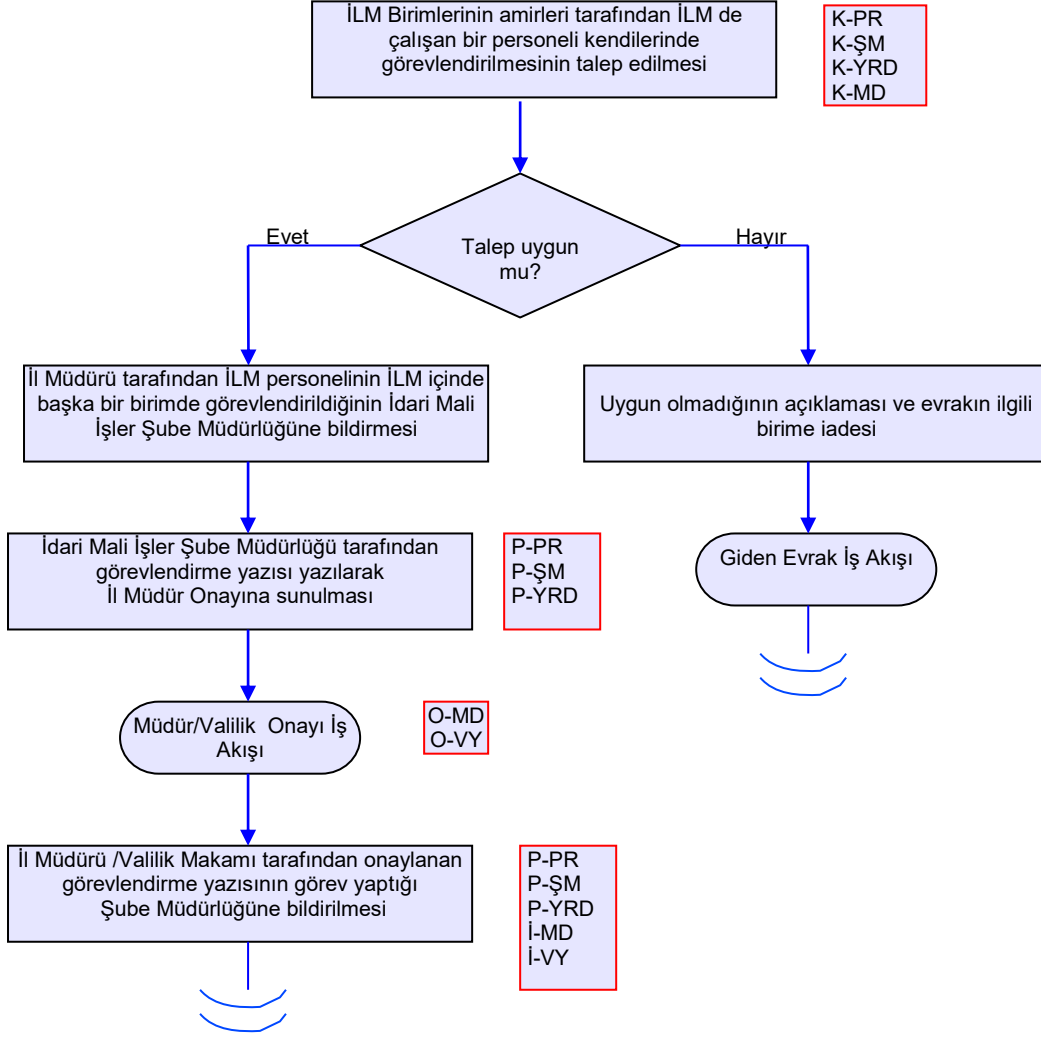 İLM Birimlerinin amirleri tarafından İLM de
çalışan bir personeli kendilerinde
görevlendirilmesinin talep edilmesi
K-PR
K-ŞM
K-YRD
K-MD
Talep uygun
mu?
Evet
Hayır
İl Müdürü tarafından İLM personelinin İLM içinde
başka bir birimde görevlendirildiğinin İdari Mali
İşler Şube Müdürlüğüne bildirmesi
Uygun olmadığının açıklaması ve evrakın ilgili
birime iadesi
İdari Mali İşler Şube Müdürlüğü tarafından
görevlendirme yazısı yazılarak
İl Müdür Onayına sunulması
P-PR
P-ŞM
P-YRD
Giden Evrak İş Akışı
Müdür/Valilik Onayı İş
Akışı
O-MD
O-VY
İl Müdürü /Valilik Makamı tarafından onaylanan
görevlendirme yazısının görev yaptığı
Şube Müdürlüğüne bildirilmesi
P-PR
P-ŞM
P-YRD
İ-MD
İ-VY